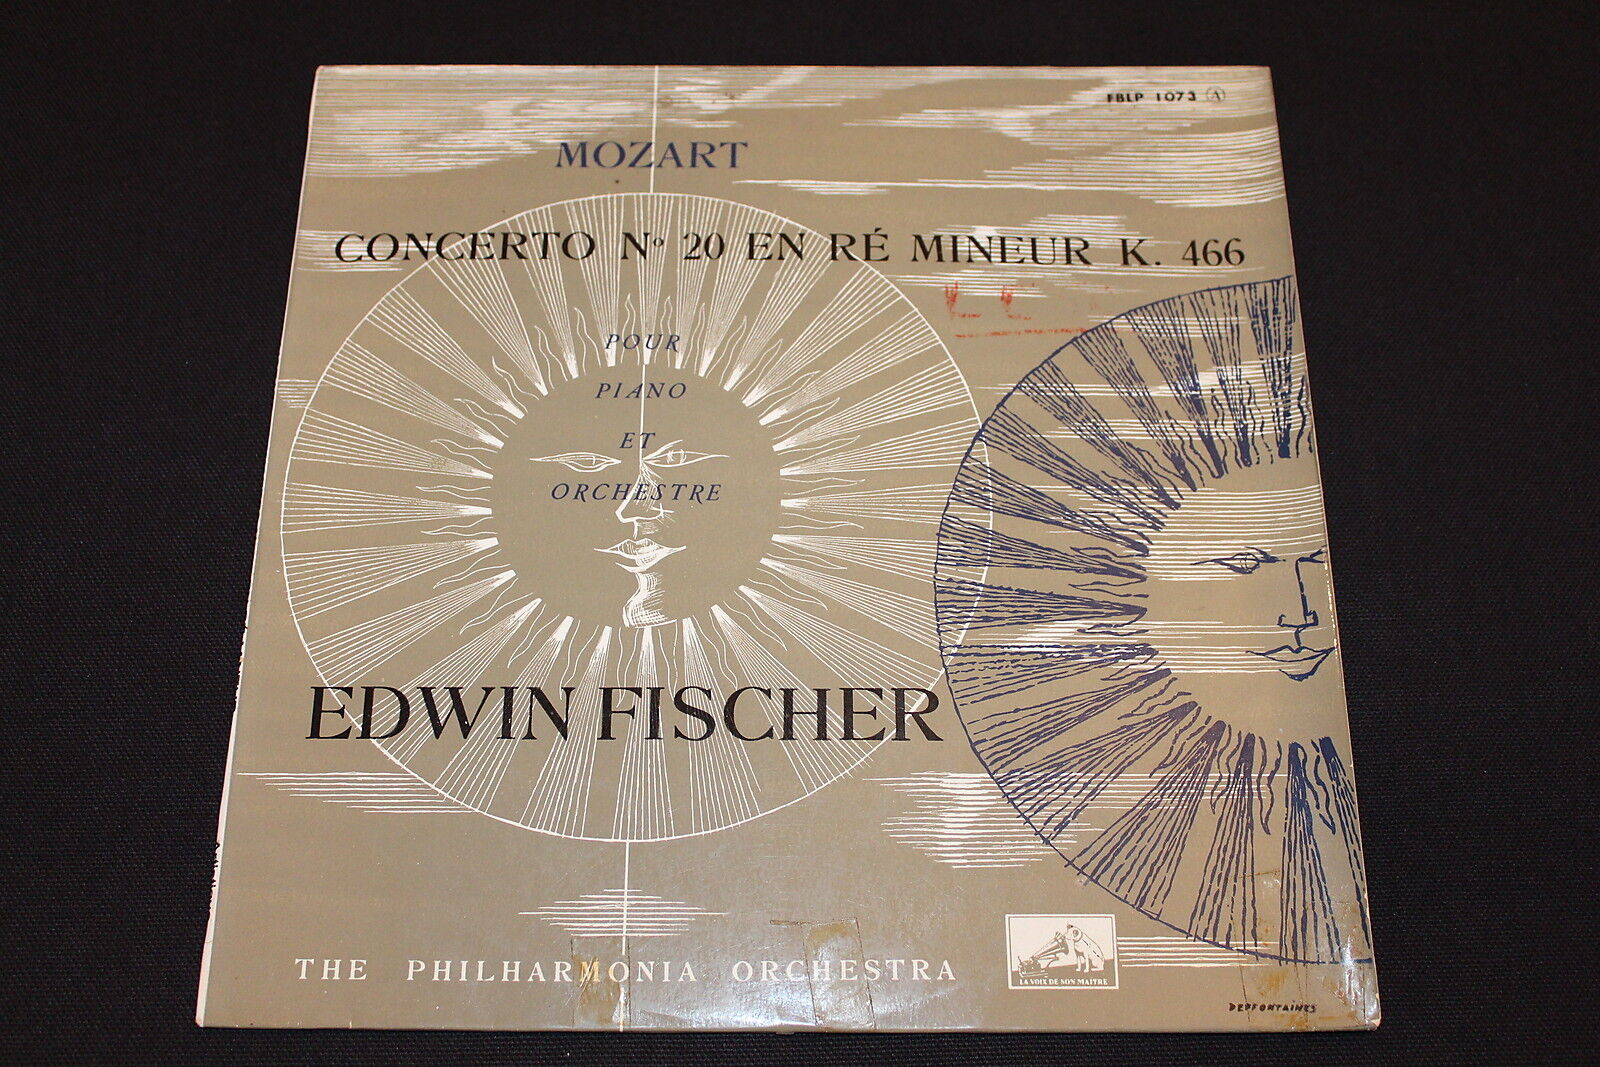 FBLP 1073 Ⓐ
MOZART
CONCERTO Nº 20 EN RÉ MINEUR K. 466
POUR
PIANO
ET
ORCHESTRE
EDWIN FISCHER
THE PHILHARMONIA ORCHESTRA
LA VOIX DE SON MAITRE
DESFONTAINES